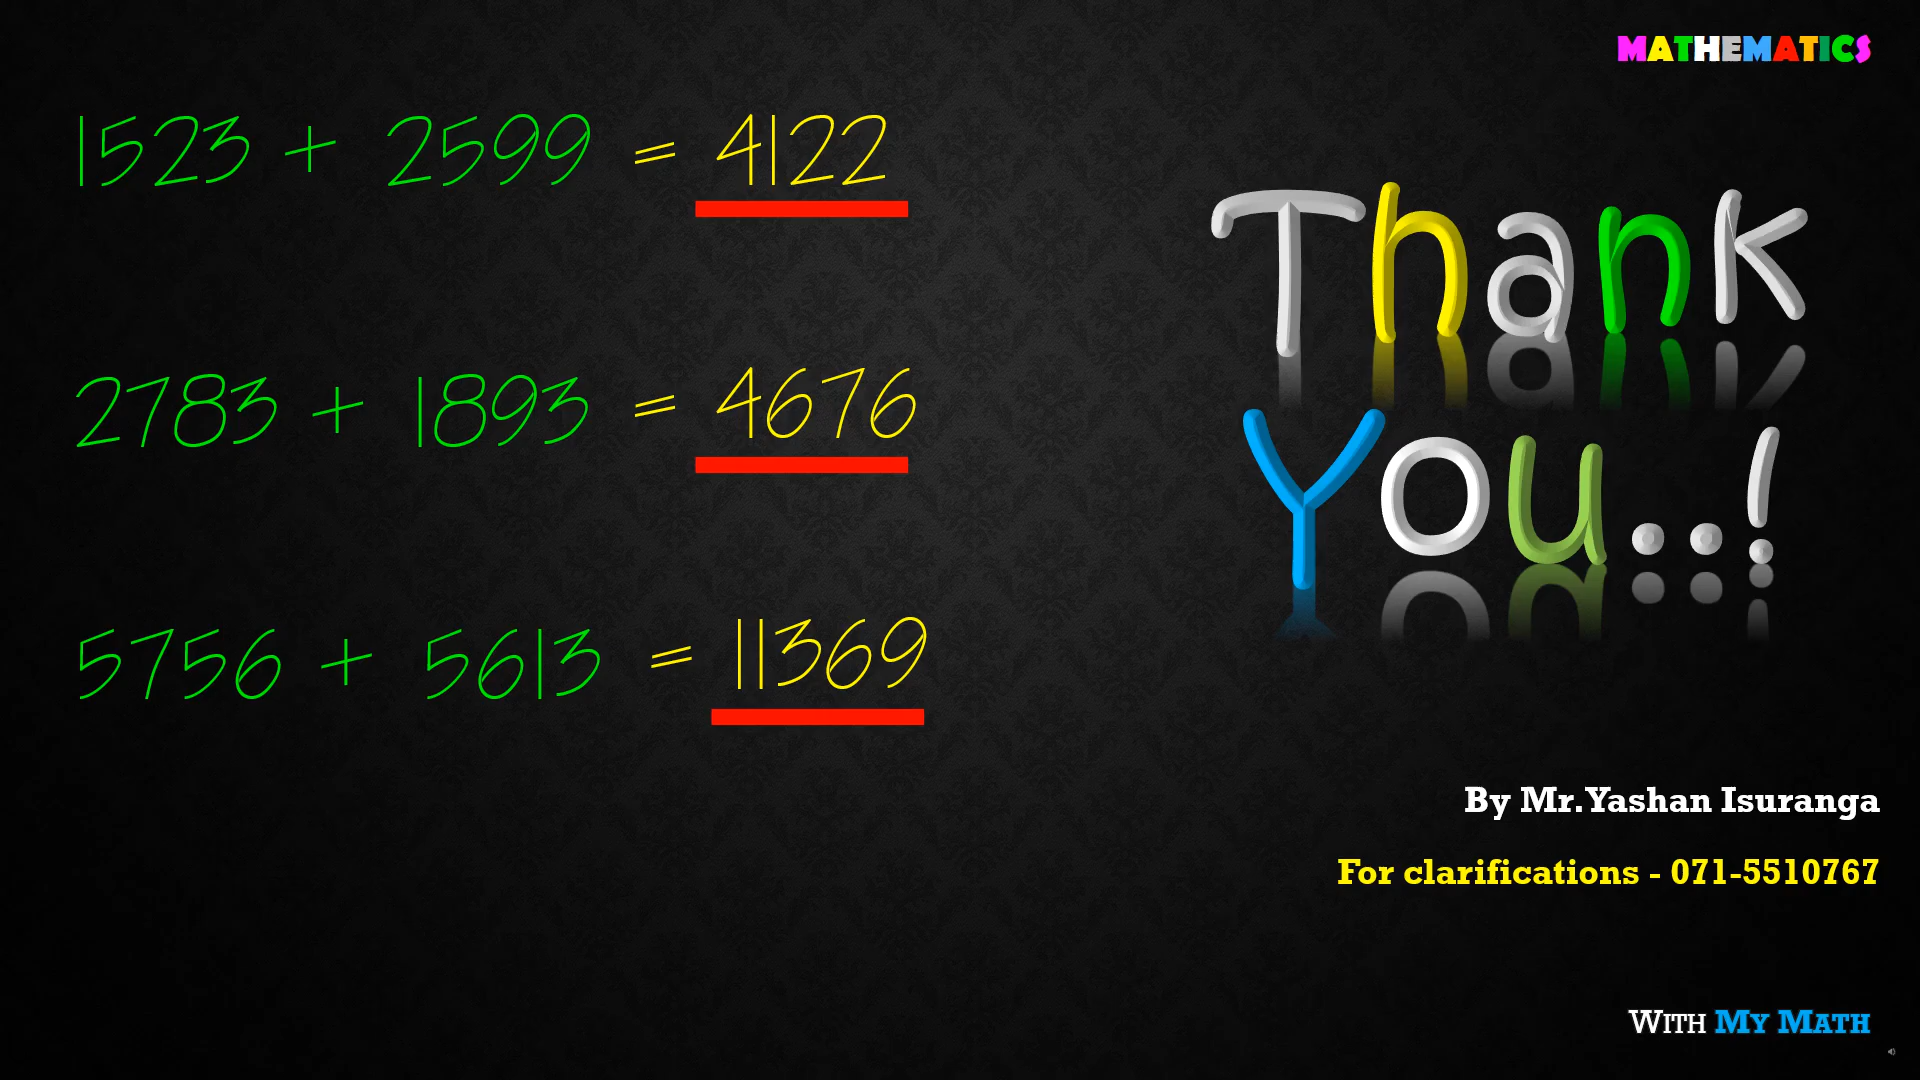 MATHEMATICS
1523 + 2599 = 4122
2783 + 1893 = 4676
5756 + 5613 = 11369
Thank
You..!
By Mr.Yashan Isuranga
For clarifications - 071-5510767
With My Math